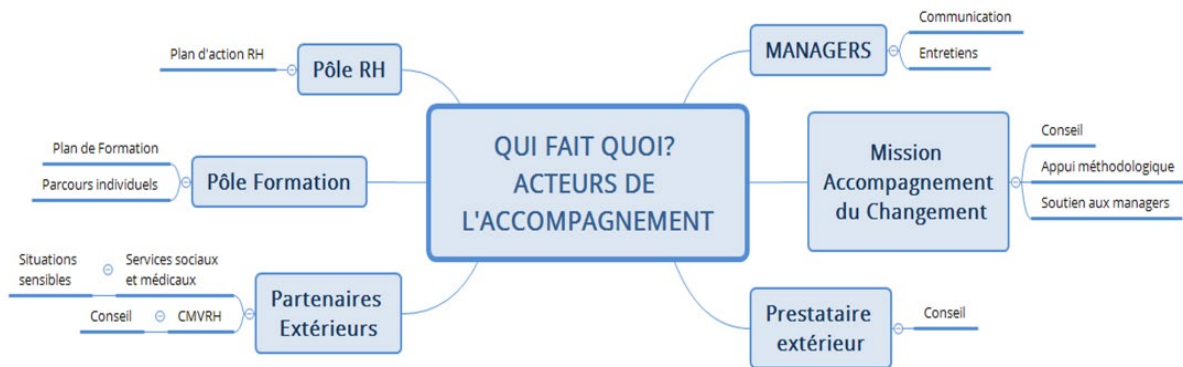 QUI FAIT QUOI?
ACTEURS DE
L'ACCOMPAGNEMENT
Pôle RH
Plan d'action RH
Pôle Formation
Plan de Formation
Parcours individuels
Partenaires
Extérieurs
Services sociaux
et médicaux
Situations
sensibles
CMVRH
Conseil
MANAGERS
Communication
Entretiens
Mission
Accompagnement
du Changement
Conseil
Appui méthodologique
Soutien aux managers
Prestataire
extérieur
Conseil